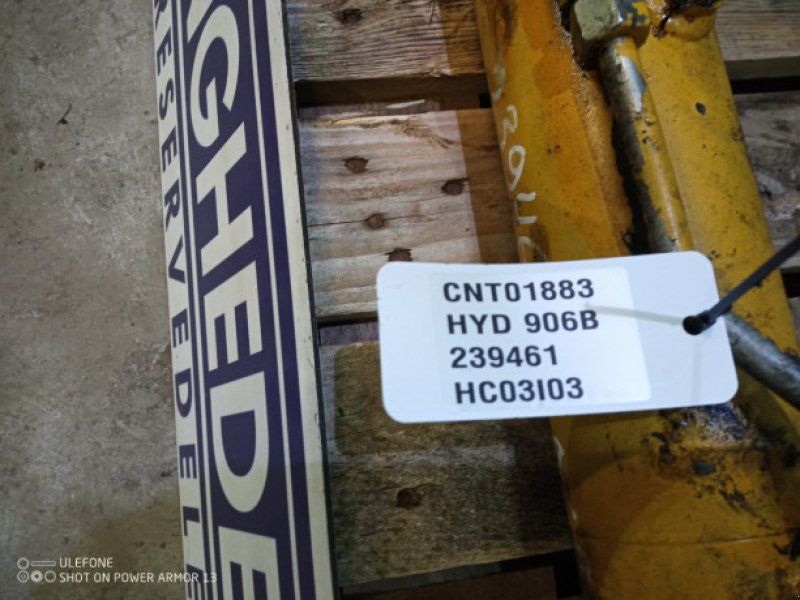 CNT01883
HYD 906B
239461
HC03I03
GHEDE
RESERVEDELE
ULEFONE
SHOT ON POWER ARMOR 13